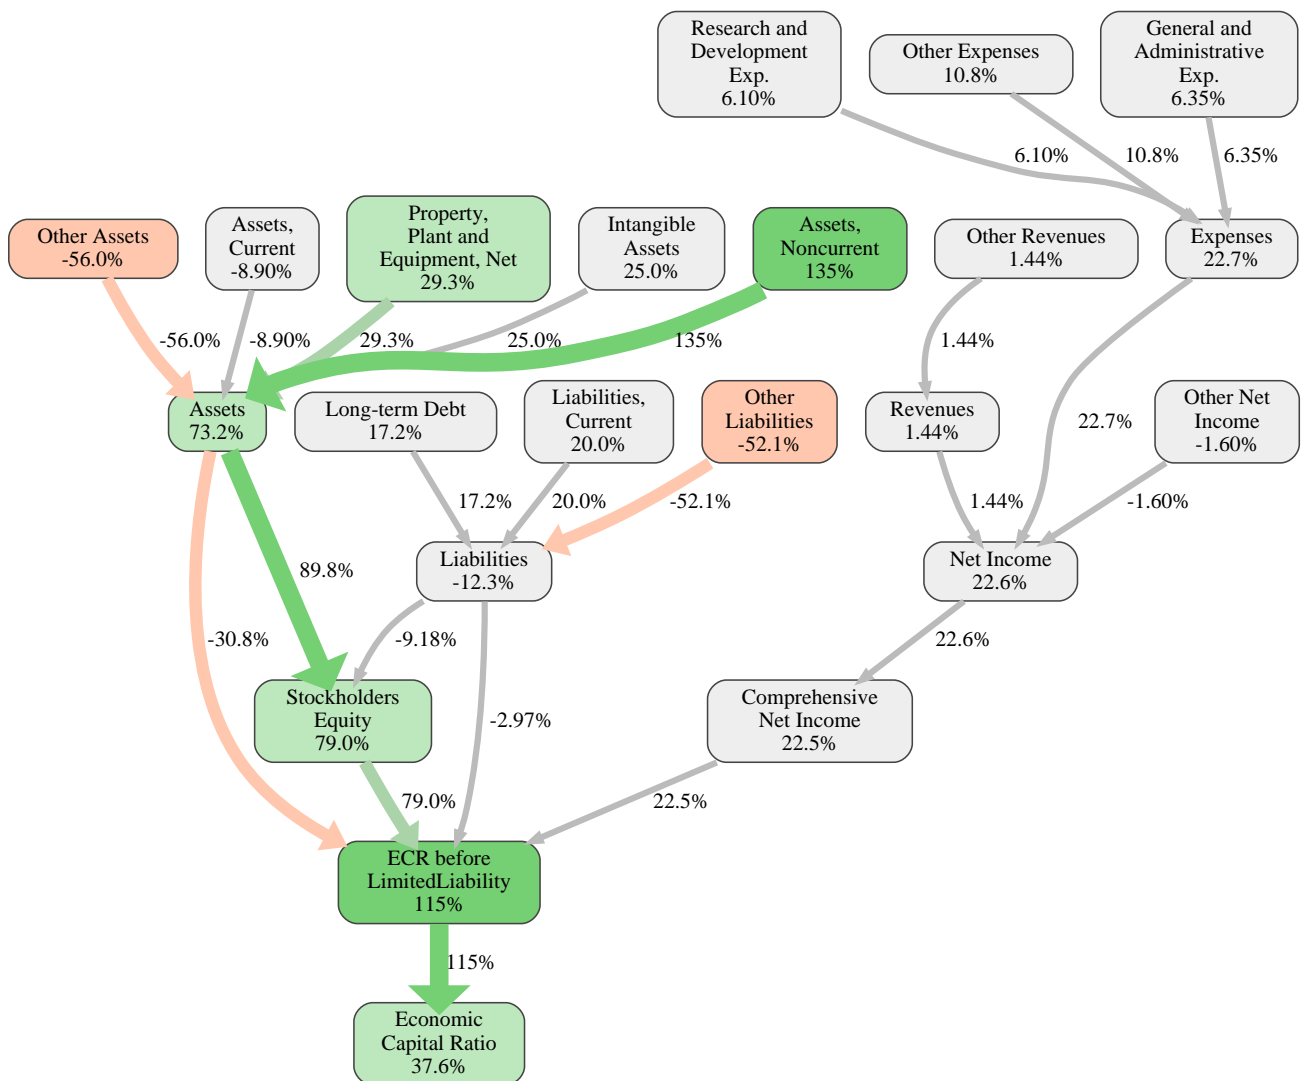 Research and
Development
Exp.
6.10%
Other Expenses
10.8%
General and
Administrative
Exp.
6.35%
6.10%
10.8%
6.35%
Other Assets
-56.0%
Assets,
Current
-8.90%
Property,
Plant and
Equipment, Net
29.3%
Intangible
Assets
25.0%
Assets,
Noncurrent
135%
Other Revenues
1.44%
Expenses
22.7%
-56.0%
-8.90%
29.3%
25.0%
135%
1.44%
Assets
73.2%
Long-term Debt
17.2%
Liabilities,
Current
20.0%
Other
Liabilities
-52.1%
Revenues
1.44%
22.7%
Other Net
Income
-1.60%
17.2%
20.0%
-52.1%
1.44%
-1.60%
89.8%
Liabilities
-12.3%
Net Income
22.6%
-30.8%
-9.18%
22.6%
Stockholders
Equity
79.0%
-2.97%
Comprehensive
Net Income
22.5%
79.0%
22.5%
ECR before
LimitedLiability
115%
115%
Economic
Capital Ratio
37.6%